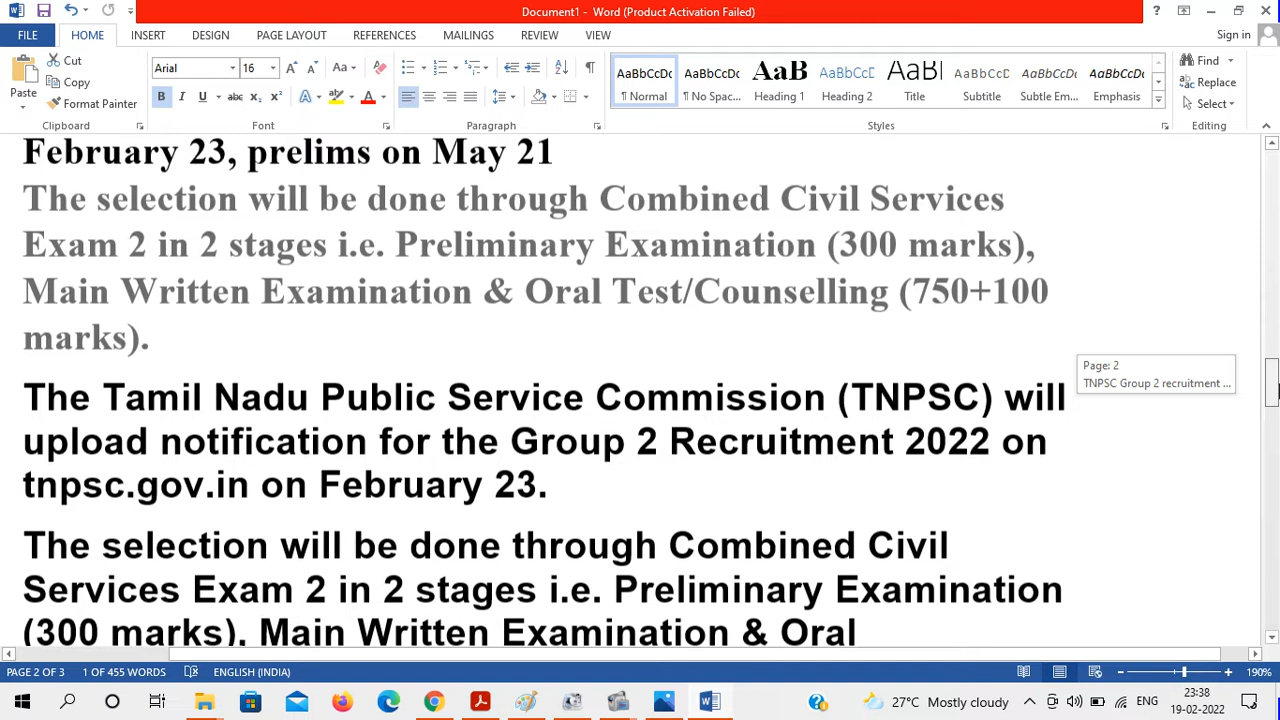 Document1 - Word (Product Activation Failed)
FILE HOME INSERT DESIGN PAGE LAYOUT REFERENCES MAILINGS REVIEW VIEW Sign in
Cut
Copy
Format Painter
Paste
Clipboard
Arial 16
Font
Paragraph
AaBbCcDc AaBbCcDc AaB AaBbCcD AaB AaBbCcD AaBbCcDc AaBbCcDc
¶ Normal ¶ No Spac... Heading 1 Heading 2 Title Subtitle Subtle Em... Emphasis
Styles
Find
Replace
Select
Editing
February 23, prelims on May 21
The selection will be done through Combined Civil Services
Exam 2 in 2 stages i.e. Preliminary Examination (300 marks),
Main Written Examination & Oral Test/Counselling (750+100
marks).
Page: 2
TNPSC Group 2 recruitment ...
The Tamil Nadu Public Service Commission (TNPSC) will
upload notification for the Group 2 Recruitment 2022 on
tnpsc.gov.in on February 23.
The selection will be done through Combined Civil
Services Exam 2 in 2 stages i.e. Preliminary Examination
(300 marks), Main Written Examination & Oral
PAGE 2 OF 3 1 OF 455 WORDS ENGLISH (INDIA) 190%
27°C Mostly cloudy ENG 23:38
19-02-2022